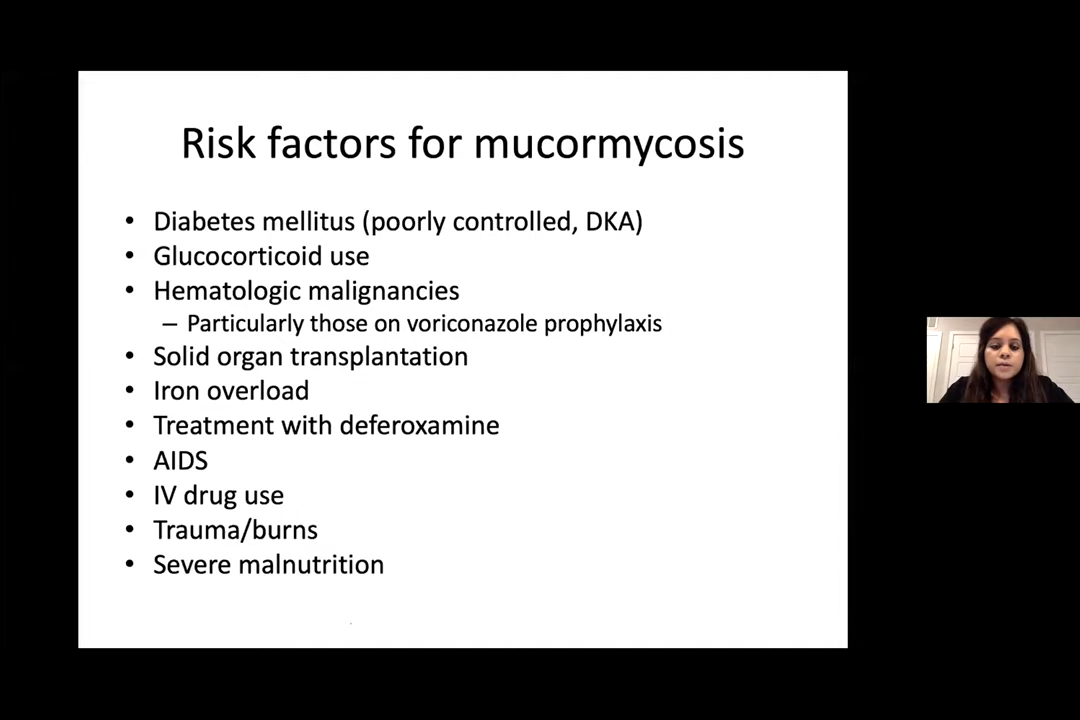 Risk factors for mucormycosis
• Diabetes mellitus (poorly controlled, DKA)
• Glucocorticoid use
• Hematologic malignancies
– Particularly those on voriconazole prophylaxis
• Solid organ transplantation
• Iron overload
• Treatment with deferoxamine
• AIDS
• IV drug use
• Trauma/burns
• Severe malnutrition